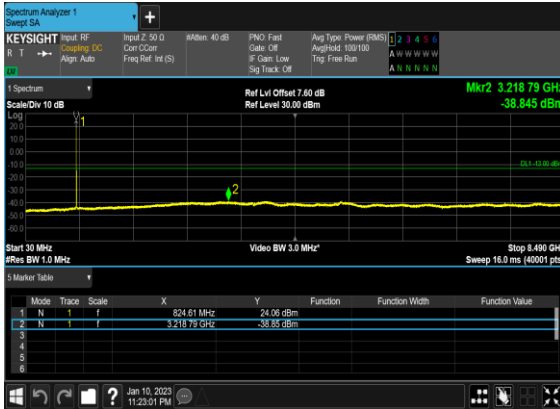 Spectrum Analyzer 1
Swept SA
+
KEYSIGHT Input: RF Input Z: 50 Ω #Atten: 40 dB PNO: Fast Avg Type: Power (RMS) 1 2 3 4 5 6
R T Coupling: DC Corr CCorr Gate: Off Avg|Hold: 100/100 A W W W W W
Align: Auto Freq Ref: Int (S) IF Gain: Low Trig: Free Run
Sig Track: Off A N N N N N
1 Spectrum Ref Lvl Offset 7.60 dB Mkr2 3.218 79 GHz
Scale/Div 10 dB Ref Level 30.00 dBm -38.845 dBm
Log
1
20.0
10.0
0.00
-10.0
DL1 -13.00 dBm
-20.0
-30.0
2
-40.0
-50.0
-60.0
Start 30 MHz Video BW 3.0 MHz* Stop 8.490 GHz
#Res BW 1.0 MHz Sweep 16.0 ms (40001 pts)
5 Marker Table
Mode Trace Scale X Y Function Function Width Function Value
1 N 1 f 824.61 MHz 24.06 dBm
2 N 1 f 3.218 79 GHz -38.85 dBm
3
4
5
6
? Jan 10, 2023
11:23:01 PM